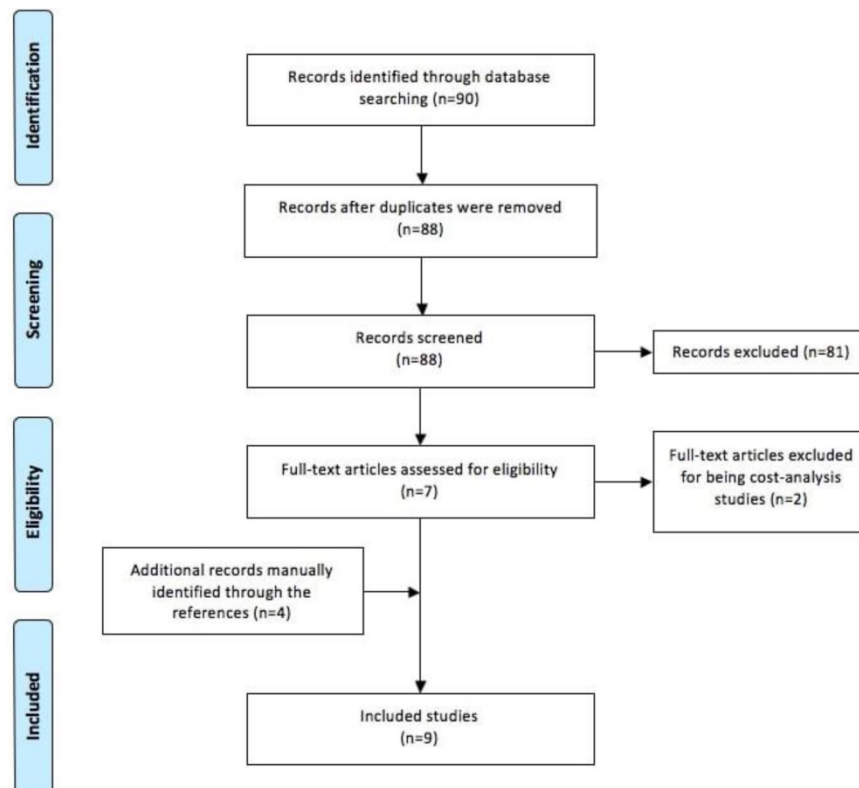 Identification
Records identified through database
searching (n=90)
Records after duplicates were removed
(n=88)
Screening
Records screened
(n=88)
Records excluded (n=81)
Eligibility
Full-text articles assessed for eligibility
(n=7)
Full-text articles excluded
for being cost-analysis
studies (n=2)
Additional records manually
identified through the
references (n=4)
Included
Included studies
(n=9)